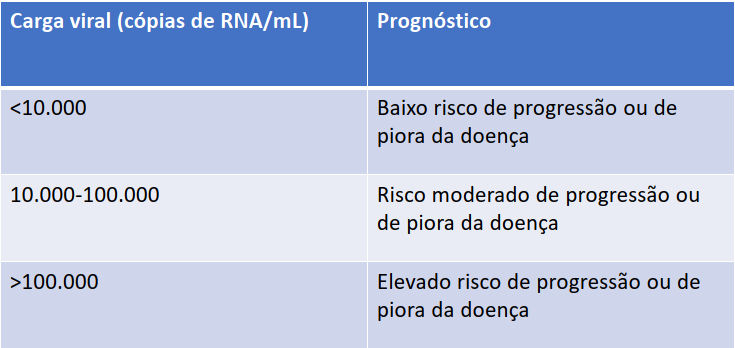 Carga viral (cópias de RNA/mL)
Prognóstico
<10.000
Baixo risco de progressão ou de
piora da doença
10.000-100.000
Risco moderado de progressão ou
de piora da doença
>100.000
Elevado risco de progressão ou de
piora da doença